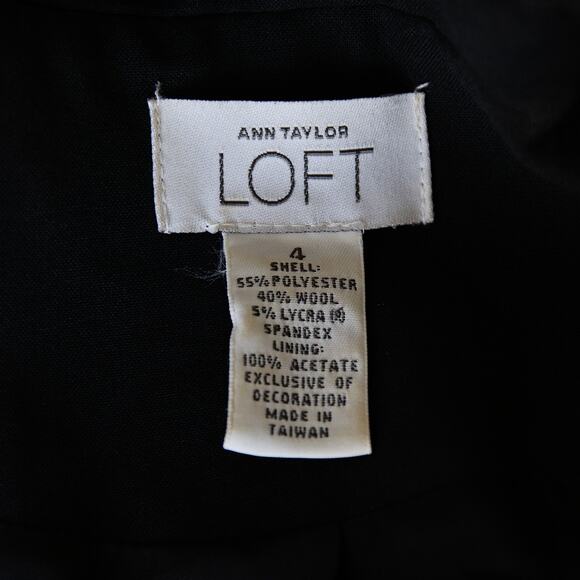 ANN TAYLOR
LOFT
4
SHELL:
55% POLYESTER
40% WOOL
5% LYCRA (R)
SPANDEX
LINING:
100% ACETATE
EXCLUSIVE OF
DECORATION
MADE IN
TAIWAN